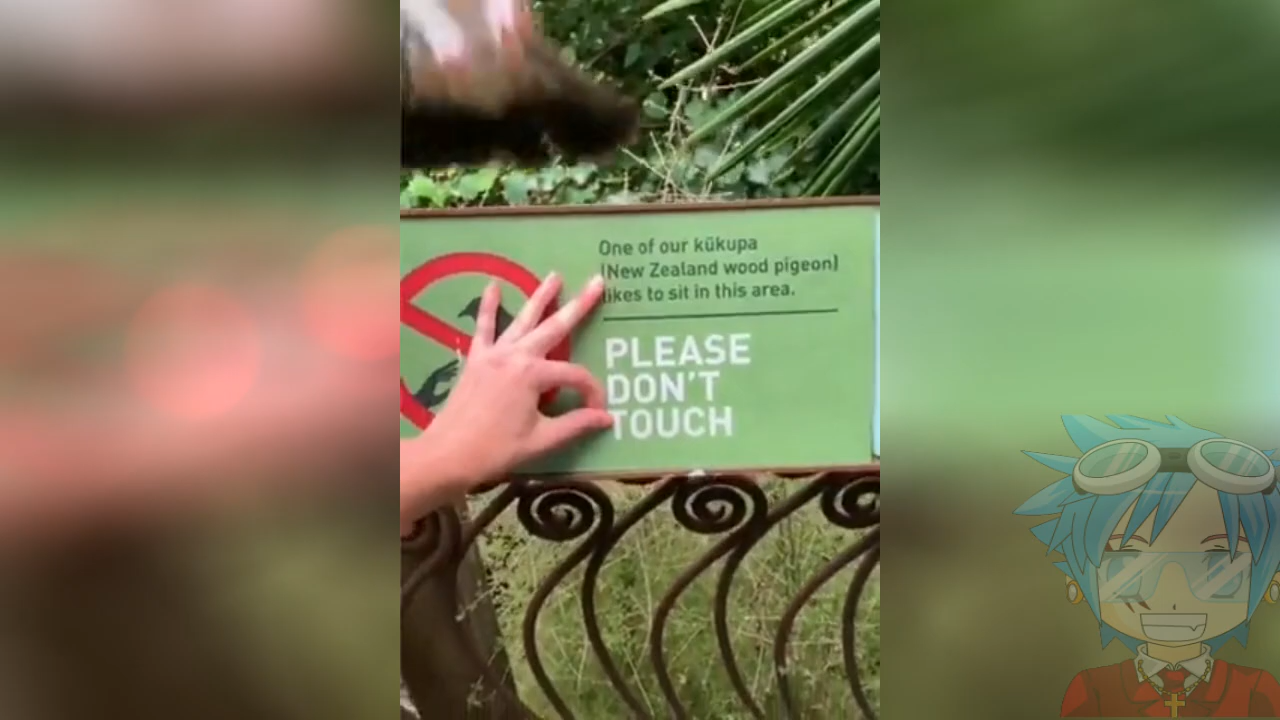 One of our kūkupa
(New Zealand wood pigeon)
likes to sit in this area.
PLEASE
DON'T
TOUCH